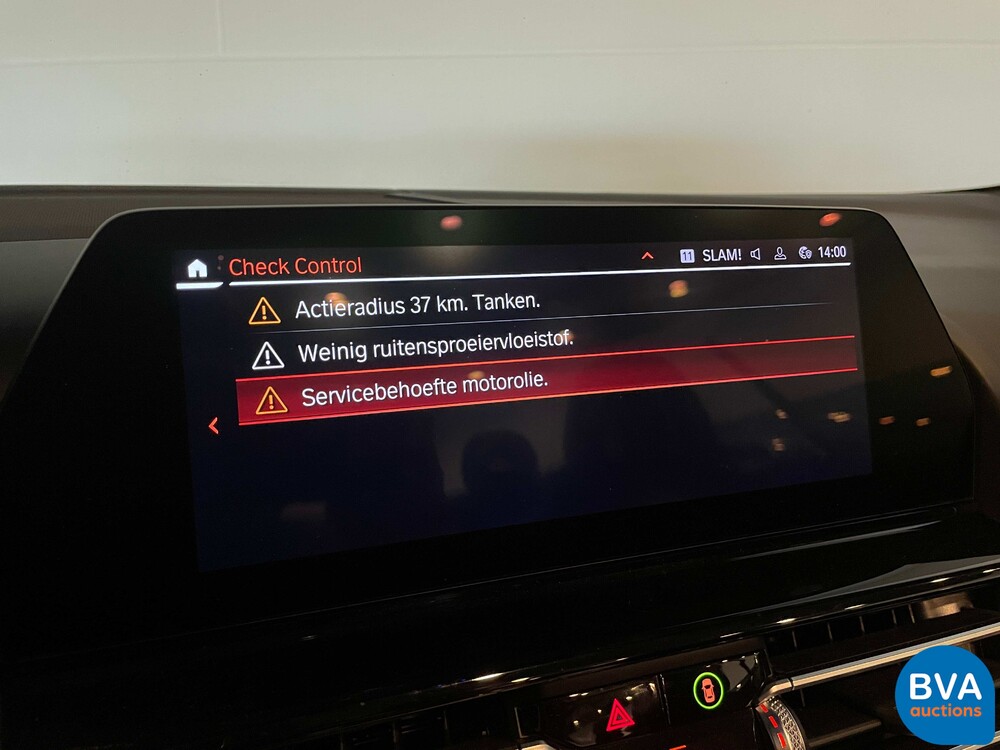 Check Control
11 SLAM! 14:00
Actieradius 37 km. Tanken.
Weinig ruitensproeiervloeistof.
Servicebehoefte motorolie.
BVA
auctions